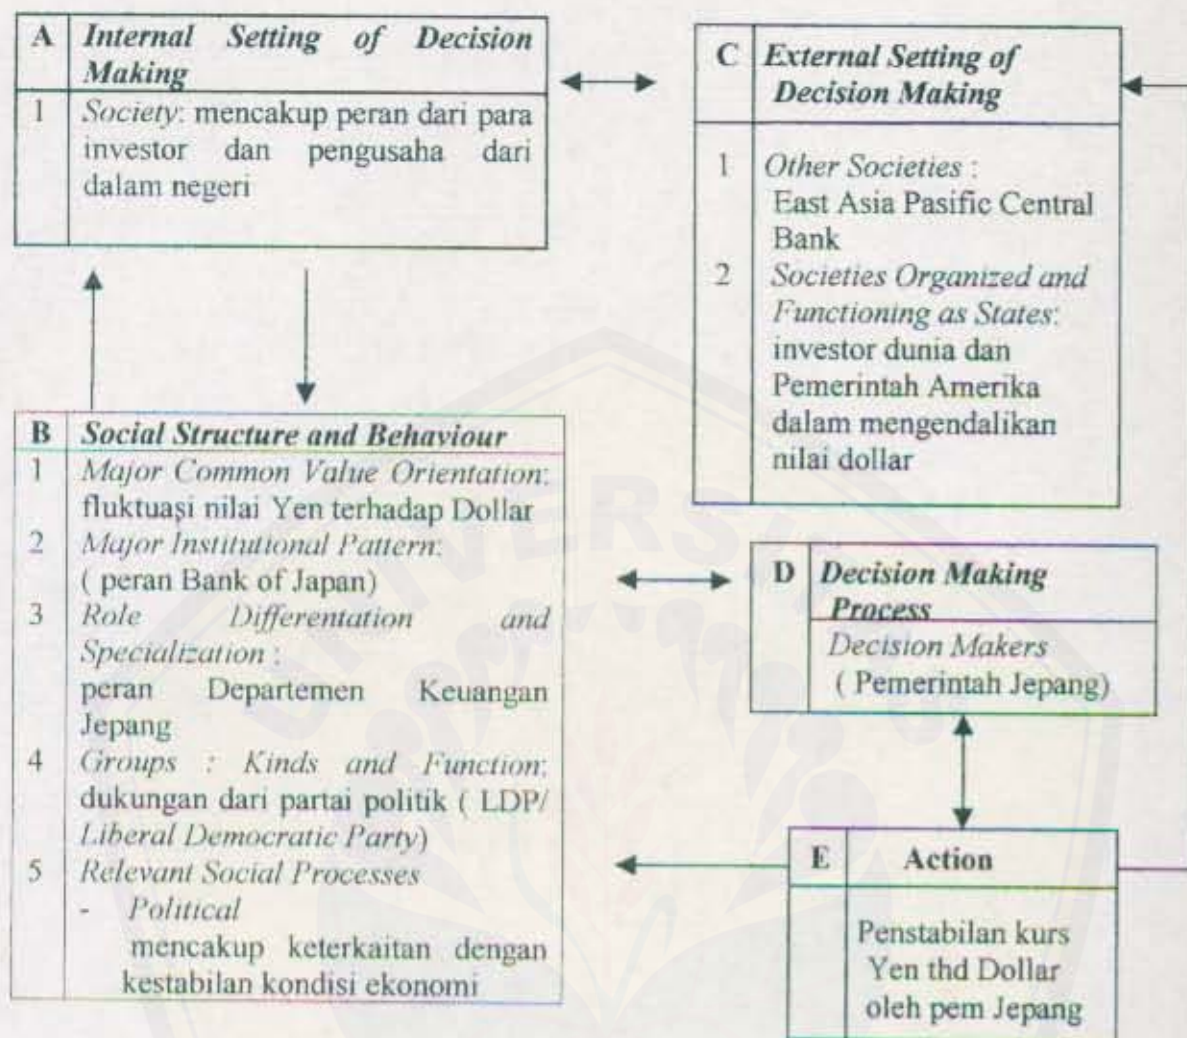 A Internal Setting of Decision
Making
1 Society: mencakup peran dari para
investor dan pengusaha dari
dalam negeri
B Social Structure and Behaviour
1 Major Common Value Orientation:
fluktuasi nilai Yen terhadap Dollar
2 Major Institutional Pattern:
( peran Bank of Japan)
3 Role Differentation and
Specialization :
peran Departemen Keuangan
Jepang
4 Groups : Kinds and Function:
dukungan dari partai politik ( LDP/
Liberal Democratic Party)
5 Relevant Social Processes
- Political
mencakup keterkaitan dengan
kestabilan kondisi ekonomi
C External Setting of
Decision Making
1 Other Societies :
East Asia Pasific Central
Bank
2 Societies Organized and
Functioning as States:
investor dunia dan
Pemerintah Amerika
dalam mengendalikan
nilai dollar
D Decision Making
Process
Decision Makers
( Pemerintah Jepang)
E Action
Penstabilan kurs
Yen thd Dollar
oleh pem Jepang
UNIVERSIT